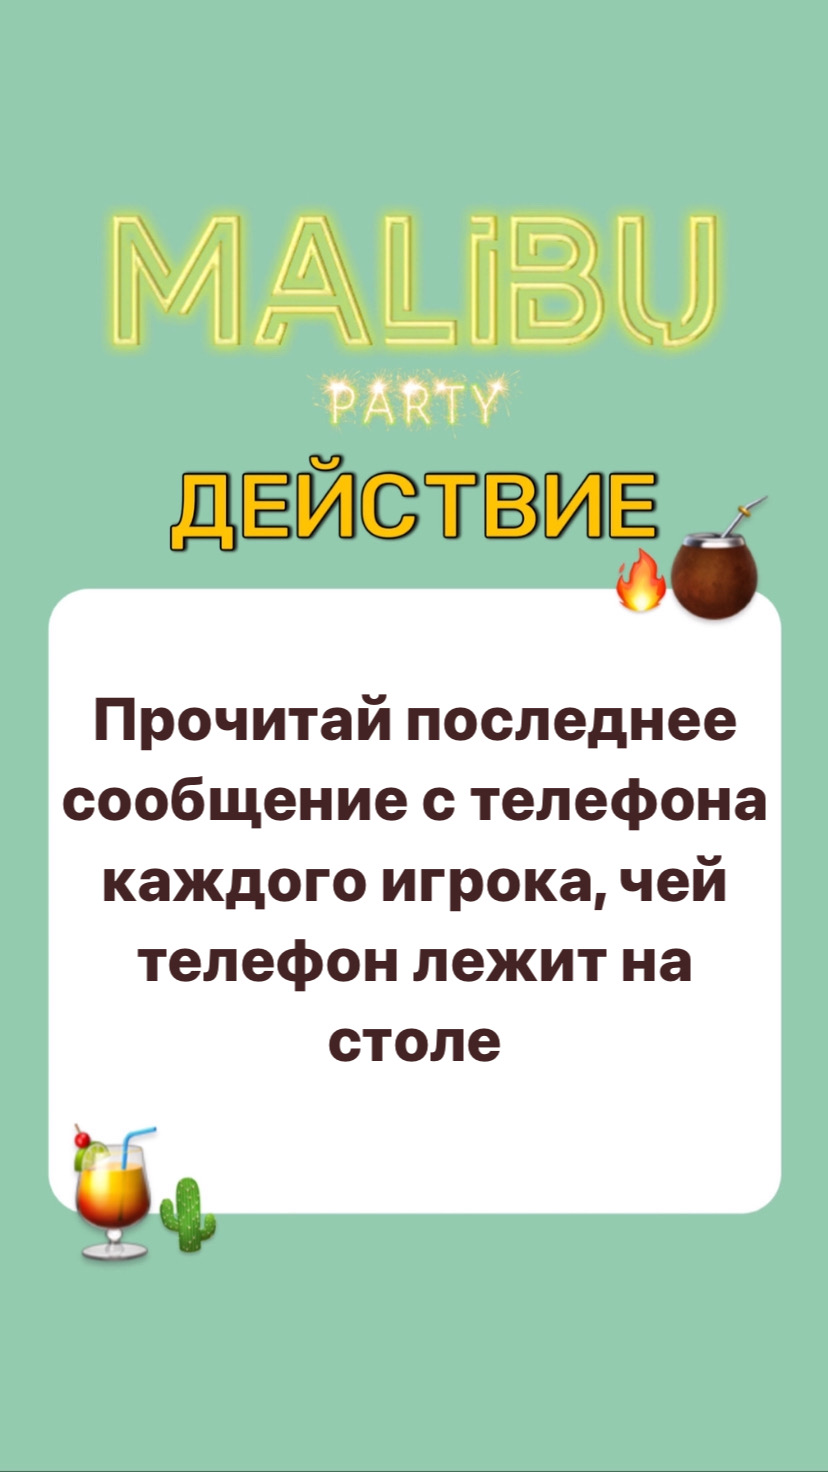 MALiBU
PARTY
ДЕЙСТВИЕ
Прочитай последнее
сообщение с телефона
каждого игрока, чей
телефон лежит на
столе